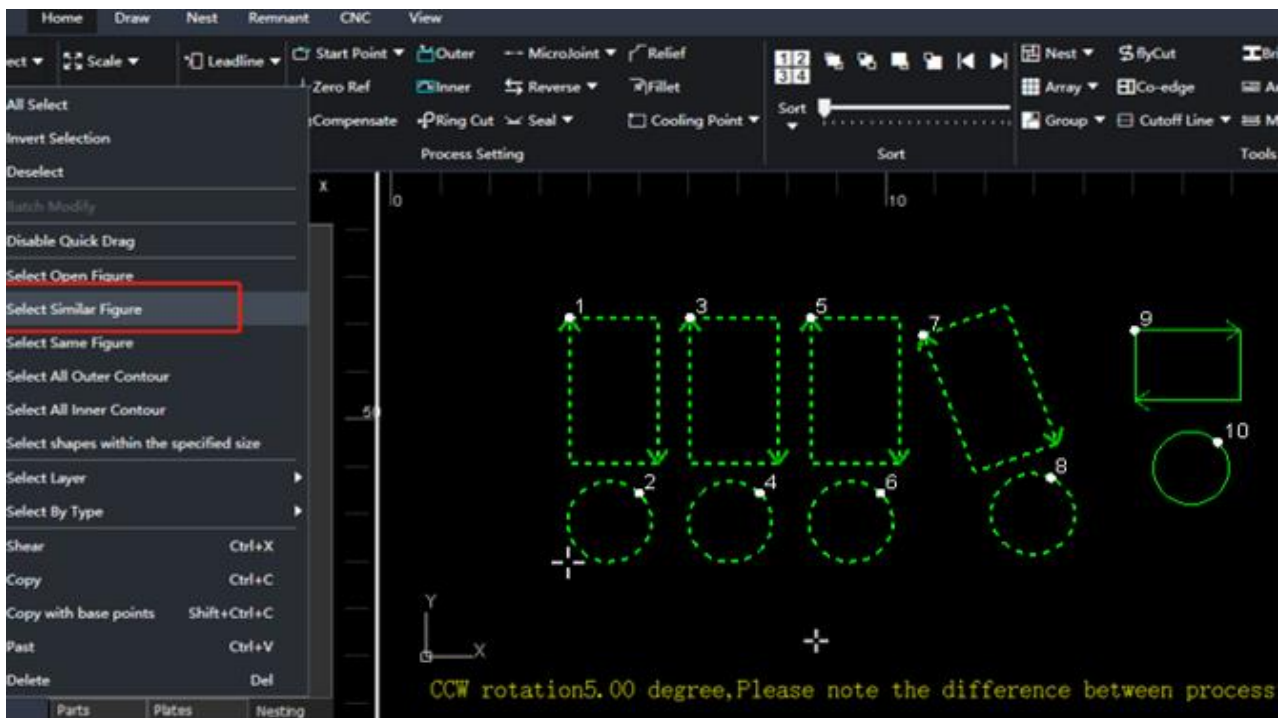 Home Draw Nest Remnant CNC View
ect Scale Leadline Start Point Outer MicroJoint Relief 1 2 3 4 Nest flyCut Bri
Zero Ref Inner Reverse Fillet Array Co-edge
Compensate Ring Cut Seal Cooling Point Sort Group Cutoff Line M
Process Setting Sort Tools
All Select
Invert Selection
Deselect
Batch Modify
Disable Quick Drag
Select Open Figure
Select Similar Figure
Select Same Figure
Select All Outer Contour
Select All Inner Contour
Select shapes within the specified size
Select Layer
Select By Type
Shear Ctrl+X
Copy Ctrl+C
Copy with base points Shift+Ctrl+C
Past Ctrl+V
Delete Del
Parts Plates Nesting
X
0 10
50
1 3 5 7 9
2 4 6 8 10
Y
X
CCW rotation5.00 degree,Please note the difference between process